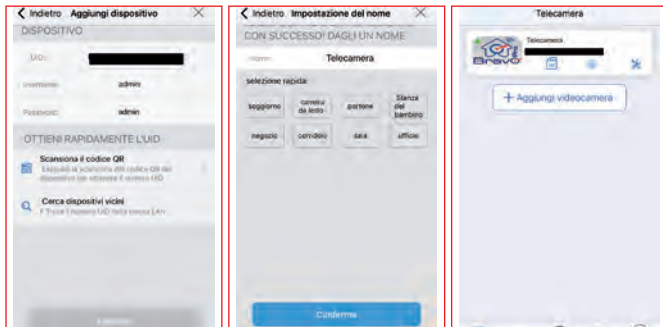 Indietro Aggiungi dispositivo
DISPOSITIVO
UID:
Username: admin
Password: admin
OTTIENI RAPIDAMENTE L'UID
Scansiona il codice QR
Cerca dispositivi vicini
Indietro Impostazione del nome
CON SUCCESSO! DAGLI UN NOME
Telecamera
selezione rapida:
soggiorno
camera da letto
portone
Stanza del bambino
negozio
corridoio
sala
ufficio
Conferma
Telecamera
Telecamera
Bravo
+ Aggiungi videocamera